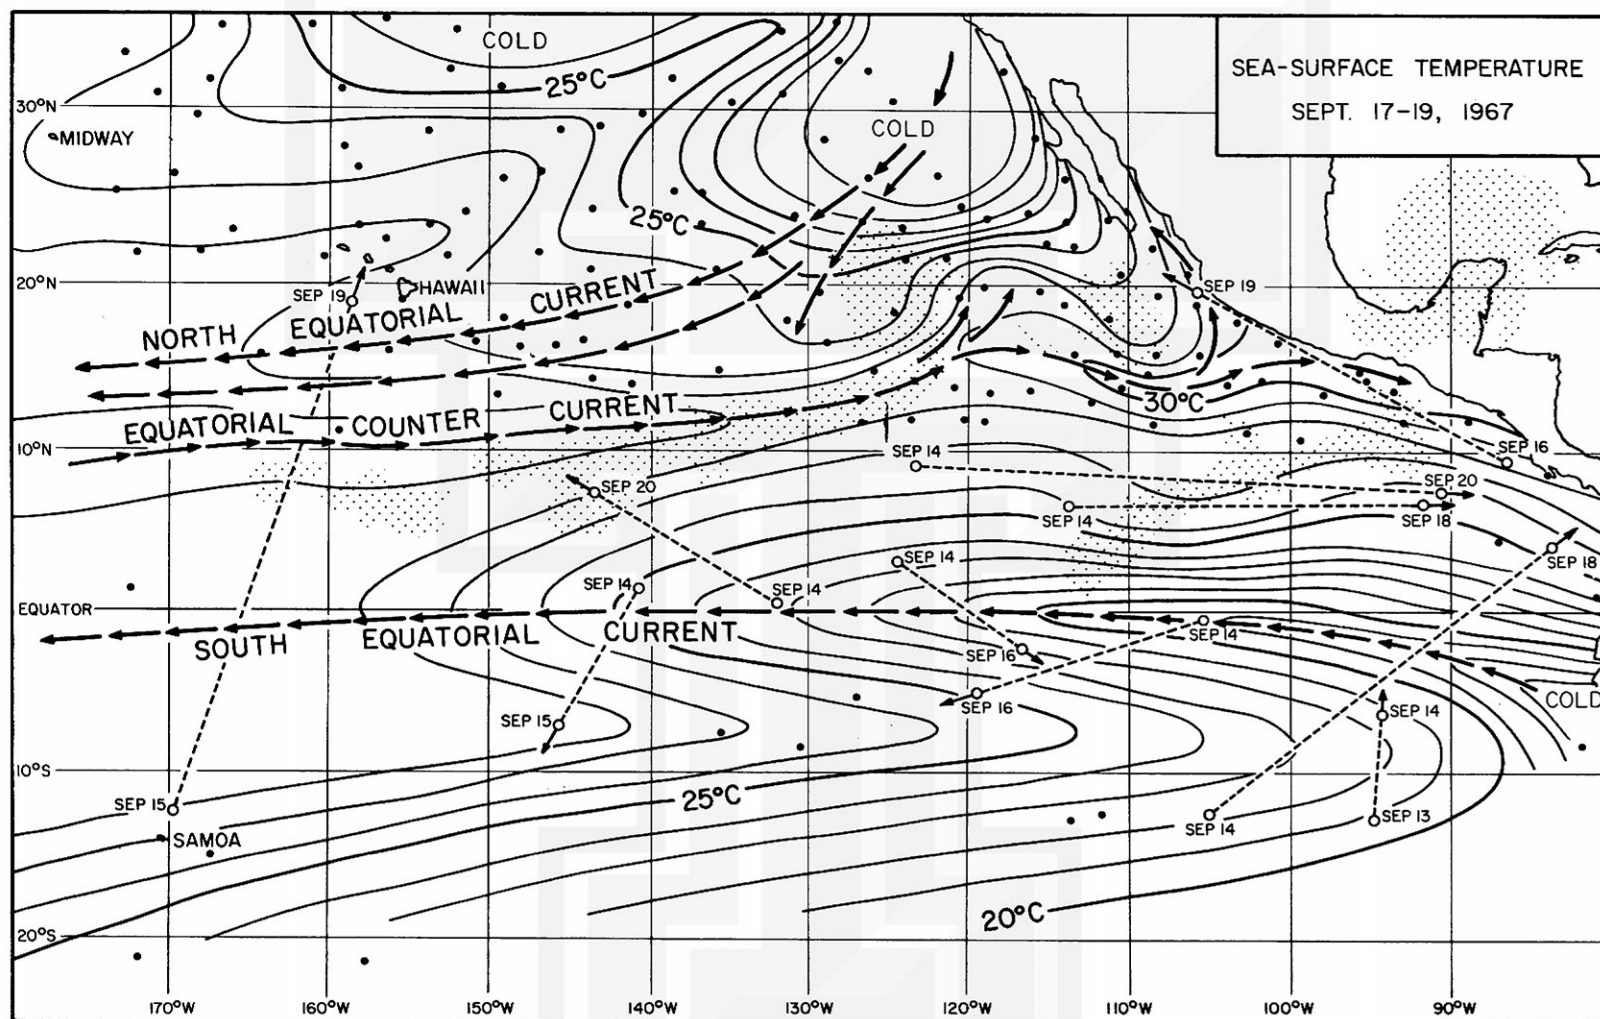 COLD
25°C
SEA-SURFACE TEMPERATURE
SEPT. 17-19, 1967
30°N
MIDWAY
COLD
25°C
20°N
SEP 19
HAWAII
SEP 19
NORTH EQUATORIAL CURRENT
30°C
EQUATORIAL COUNTER CURRENT
10°N
SEP 14
SEP 16
SEP 20
SEP 20
SEP 14
SEP 18
SEP 14
SEP 18
SEP 14
SEP 14
EQUATOR
SOUTH EQUATORIAL CURRENT
SEP 14
SEP 16
COLD
SEP 16
SEP 14
SEP 15
10°S
25°C
SEP 15
SEP 14
SEP 13
SAMOA
20°C
20°S
170°W 160°W 150°W 140°W 130°W 120°W 110°W 100°W 90°W